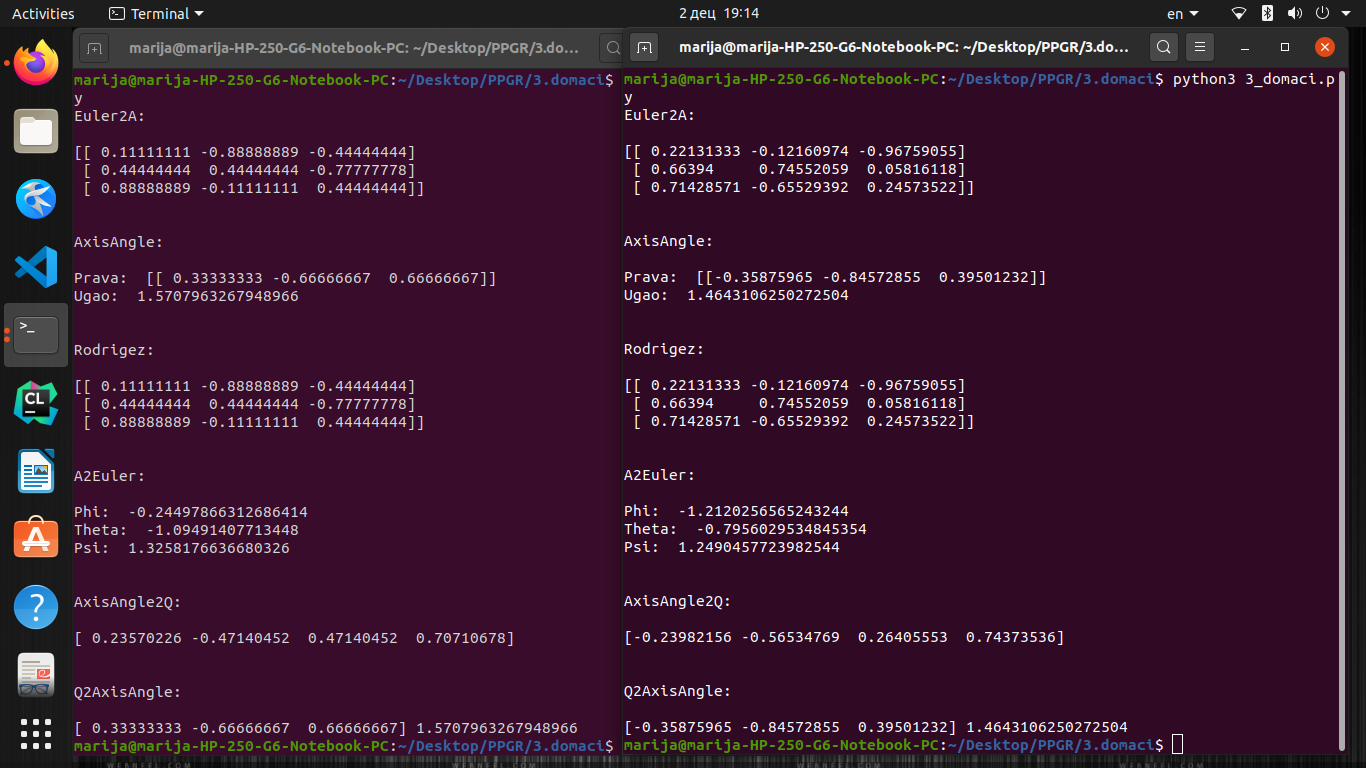 Activities
Terminal
2 дец 19:14
en
marija@marija-HP-250-G6-Notebook-PC: ~/Desktop/PPGR/3.do...
marija@marija-HP-250-G6-Notebook-PC:~/Desktop/PPGR/3.domaci$
y
Euler2A:
[[ 0.11111111 -0.88888889 -0.44444444]
[ 0.44444444 0.44444444 -0.77777778]
[ 0.88888889 -0.11111111 0.44444444]]
AxisAngle:
Prava: [[ 0.33333333 -0.66666667 0.66666667]]
Ugao: 1.5707963267948966
Rodrigez:
[[ 0.11111111 -0.88888889 -0.44444444]
[ 0.44444444 0.44444444 -0.77777778]
[ 0.88888889 -0.11111111 0.44444444]]
A2Euler:
Phi: -0.24497866312686414
Theta: -1.09491407713448
Psi: 1.3258176636680326
AxisAngle2Q:
[ 0.23570226 -0.47140452 0.47140452 0.70710678]
Q2AxisAngle:
[ 0.33333333 -0.66666667 0.66666667] 1.5707963267948966
marija@marija-HP-250-G6-Notebook-PC:~/Desktop/PPGR/3.domaci$
marija@marija-HP-250-G6-Notebook-PC: ~/Desktop/PPGR/3.do...
marija@marija-HP-250-G6-Notebook-PC:~/Desktop/PPGR/3.domaci$ python3 3_domaci.p
y
Euler2A:
[[ 0.22131333 -0.12160974 -0.96759055]
[ 0.66394 0.74552059 0.05816118]
[ 0.71428571 -0.65529392 0.24573522]]
AxisAngle:
Prava: [[-0.35875965 -0.84572855 0.39501232]]
Ugao: 1.4643106250272504
Rodrigez:
[[ 0.22131333 -0.12160974 -0.96759055]
[ 0.66394 0.74552059 0.05816118]
[ 0.71428571 -0.65529392 0.24573522]]
A2Euler:
Phi: -1.2120256565243244
Theta: -0.7956029534845354
Psi: 1.2490457723982544
AxisAngle2Q:
[-0.23982156 -0.56534769 0.26405553 0.74373536]
Q2AxisAngle:
[-0.35875965 -0.84572855 0.39501232] 1.4643106250272504
marija@marija-HP-250-G6-Notebook-PC:~/Desktop/PPGR/3.domaci$
CL